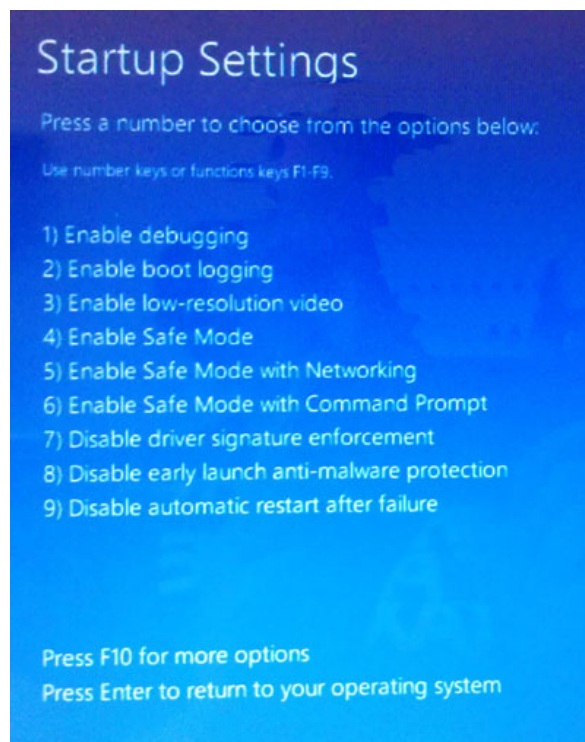 Startup Settings
Press a number to choose from the options below:
Use number keys or functions keys F1-F9.
1) Enable debugging
2) Enable boot logging
3) Enable low-resolution video
4) Enable Safe Mode
5) Enable Safe Mode with Networking
6) Enable Safe Mode with Command Prompt
7) Disable driver signature enforcement
8) Disable early launch anti-malware protection
9) Disable automatic restart after failure
Press F10 for more options
Press Enter to return to your operating system